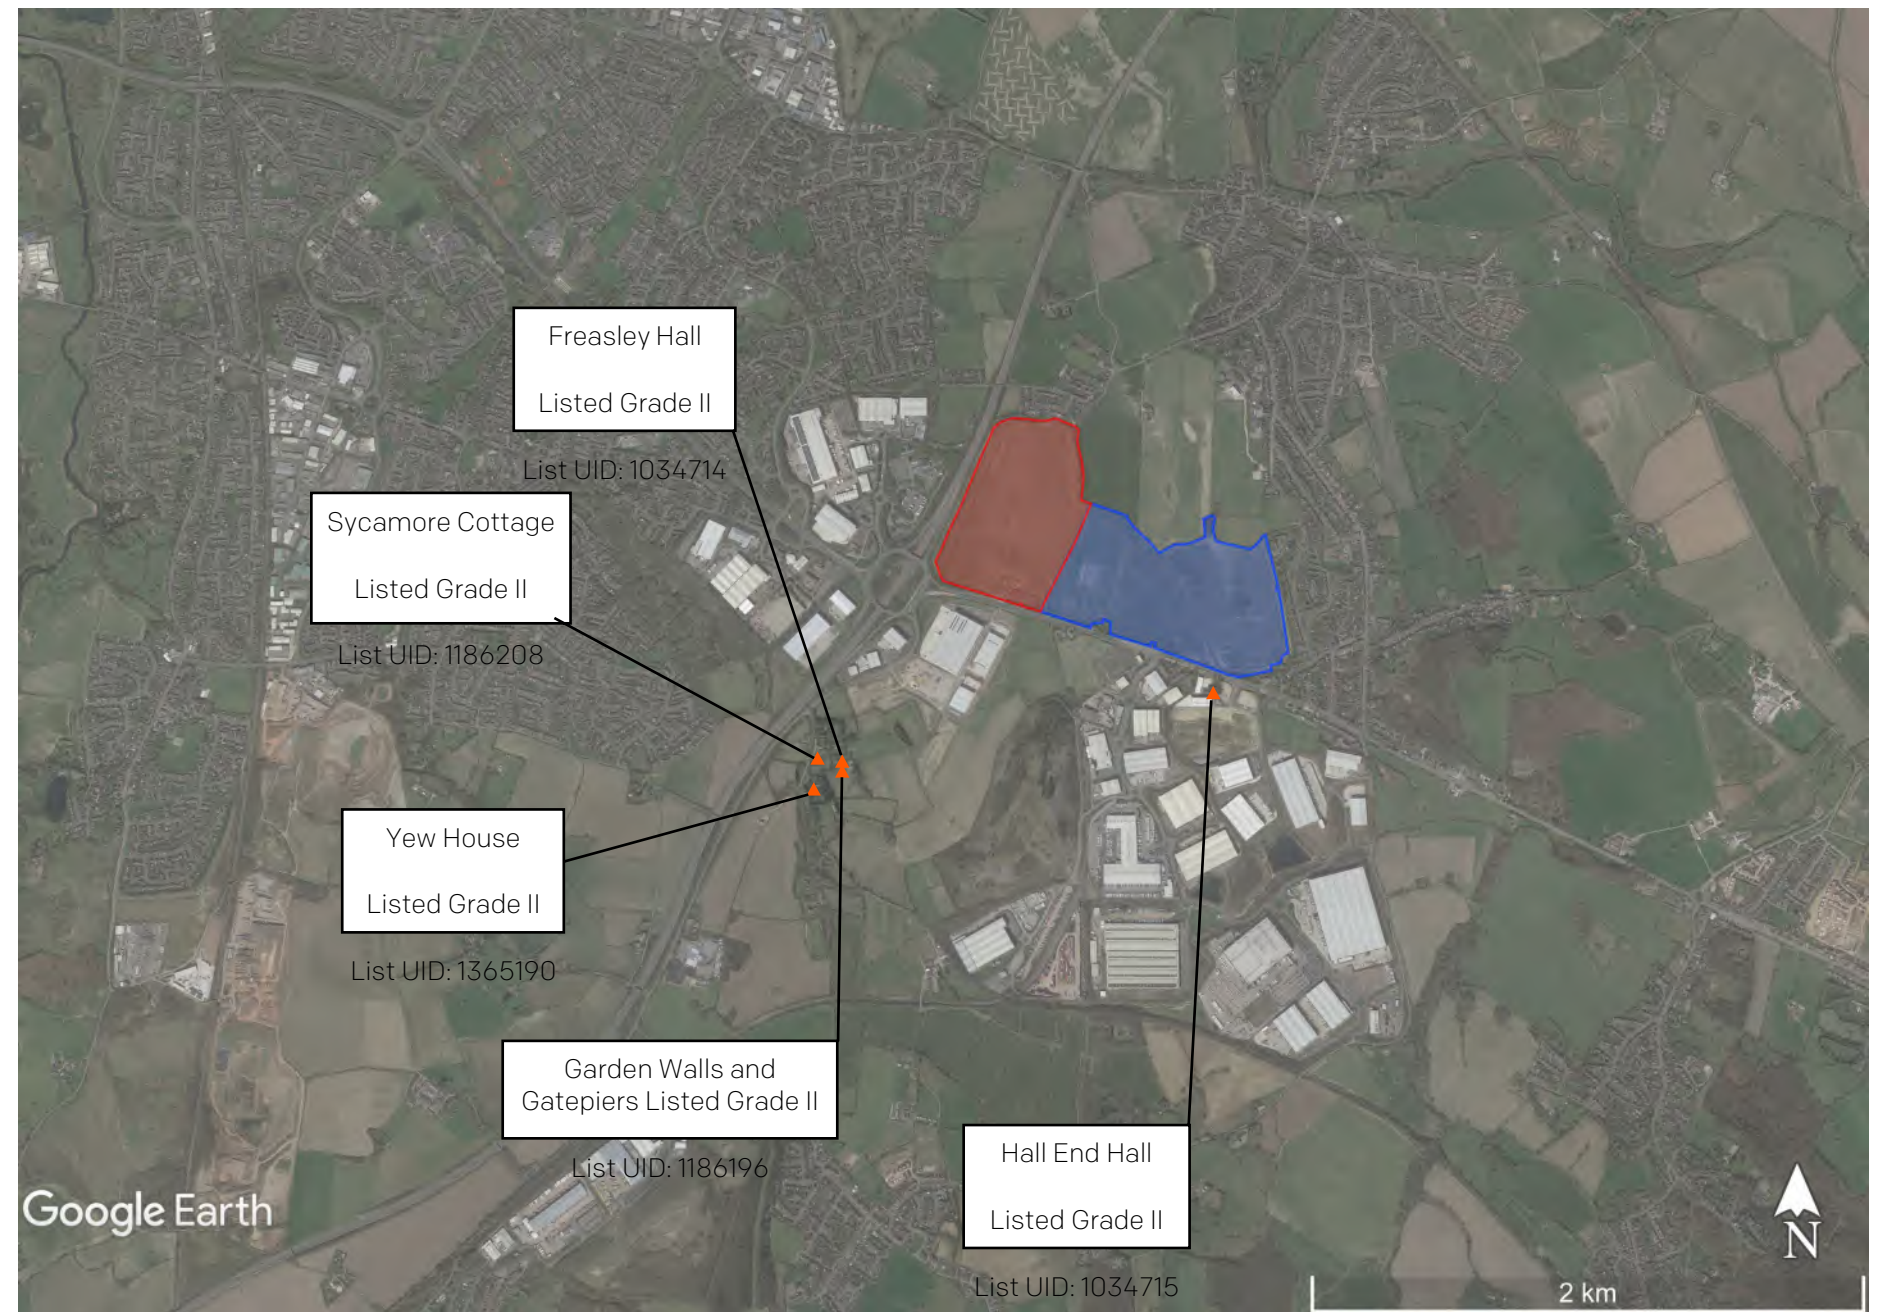 Freasley Hall
Listed Grade II
List UID: 1034714
Sycamore Cottage
Listed Grade II
List UID: 1186208
Yew House
Listed Grade II
List UID: 1365190
Garden Walls and
Gatepiers Listed Grade II
List UID: 1186196
Hall End Hall
Listed Grade II
List UID: 1034715
Google Earth
N
2 km